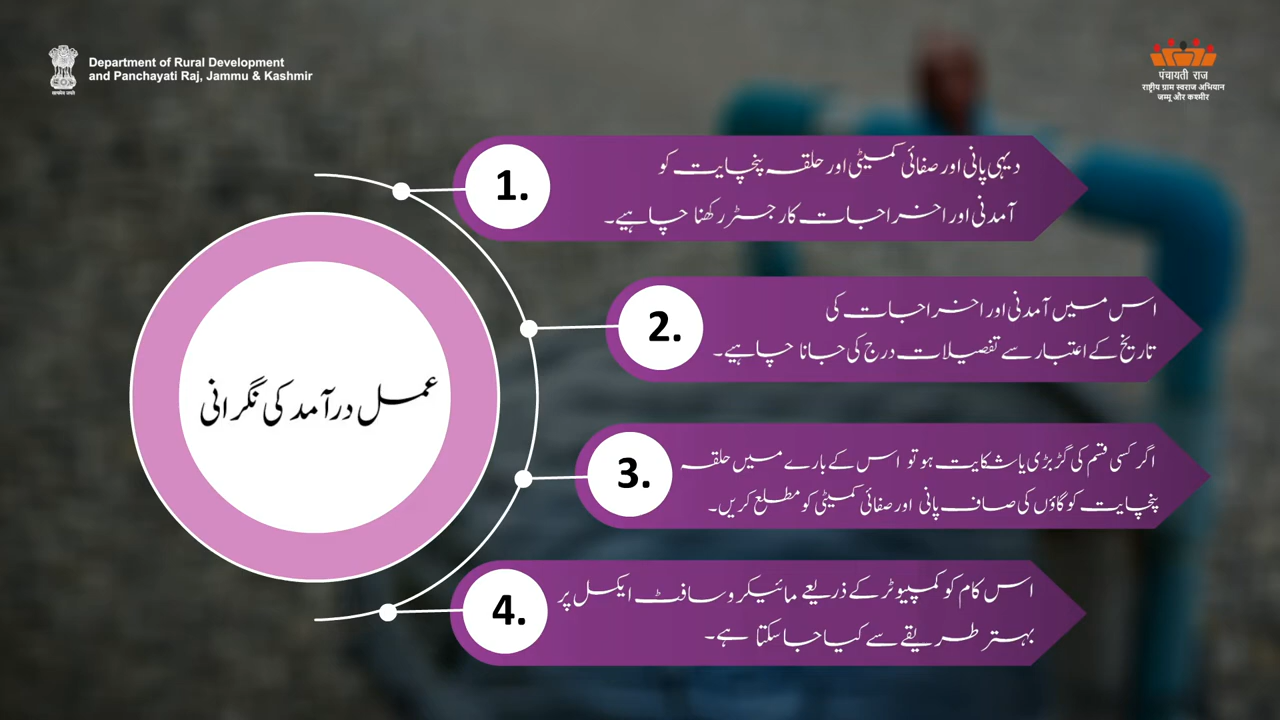 Department of Rural Development
and Panchayati Raj, Jammu & Kashmir
सत्यमेव जयते
पंचायती राज
राष्ट्रीय ग्राम स्वराज अभियान
जम्मू और कश्मीर
عمل درآمد کی نگرانی
1.
دیہی پانی اور صفائی کمیٹی اور حلقہ پنچایت کو
آمدنی اور اخراجات کا رجسٹر رکھنا چاہیے۔
2.
اس میں آمدنی اور اخراجات کی
تاریخ کے اعتبار سے تفصیلات درج کی جانا چاہیے۔
3.
اگر کسی قسم کی گڑبڑی یا شکایت ہو تو اس کے بارے میں حلقہ
پنچایت کو گاؤں کی صاف پانی اور صفائی کمیٹی کو مطلع کریں۔
4.
اس کام کو کمپیوٹر کے ذریعے مائیکروسافٹ ایکسل پر
بہتر طریقے سے کیا جا سکتا ہے۔